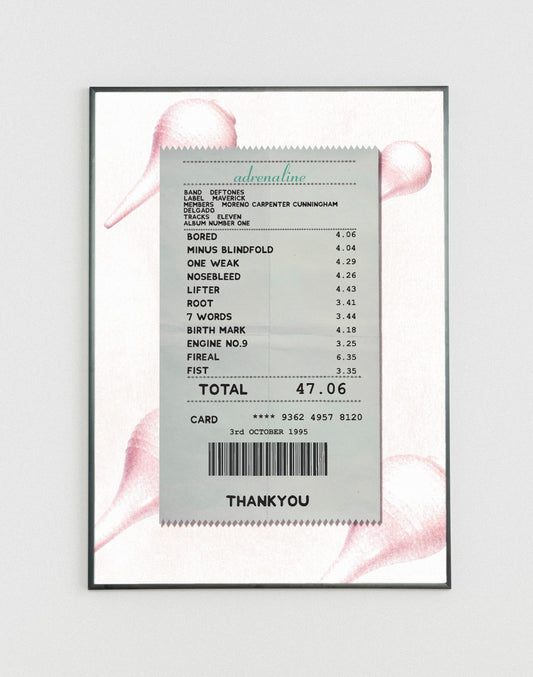 adrenaline
BAND DEFTONES
LABEL MAVERICK
MEMBERS MORENO CARPENTER CUNNINGHAM
DELGADO
TRACKS ELEVEN
ALBUM NUMBER ONE
BORED 4.06
MINUS BLINDFOLD 4.04
ONE WEAK 4.29
NOSEBLEED 4.26
LIFTER 4.43
ROOT 3.41
7 WORDS 3.44
BIRTH MARK 4.18
ENGINE NO.9 3.25
FIREAL 6.35
FIST 3.35
TOTAL 47.06
CARD **** 9362 4957 8120
3rd OCTOBER 1995
THANKYOU